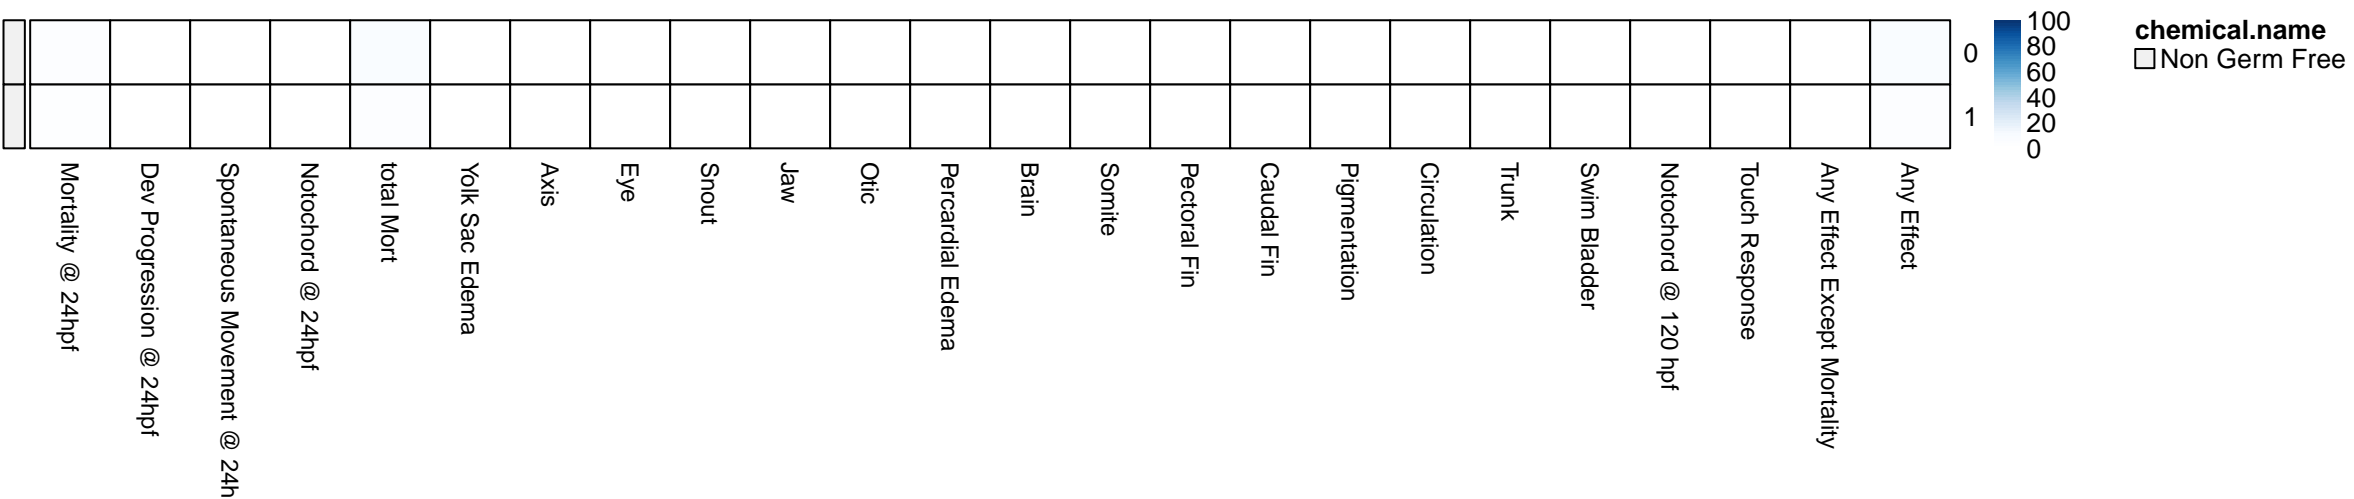 0
1
100
80
60
40
20
0
chemical.name
Non Germ Free
Mortality @ 24hpf
Dev Progression @ 24hpf
Spontaneous Movement @ 24h
Notochord @ 24hpf
total Mort
Yolk Sac Edema
Axis
Eye
Snout
Jaw
Otic
Percardial Edema
Brain
Somite
Pectoral Fin
Caudal Fin
Pigmentation
Circulation
Trunk
Swim Bladder
Notochord @ 120 hpf
Touch Response
Any Effect Except Mortality
Any Effect